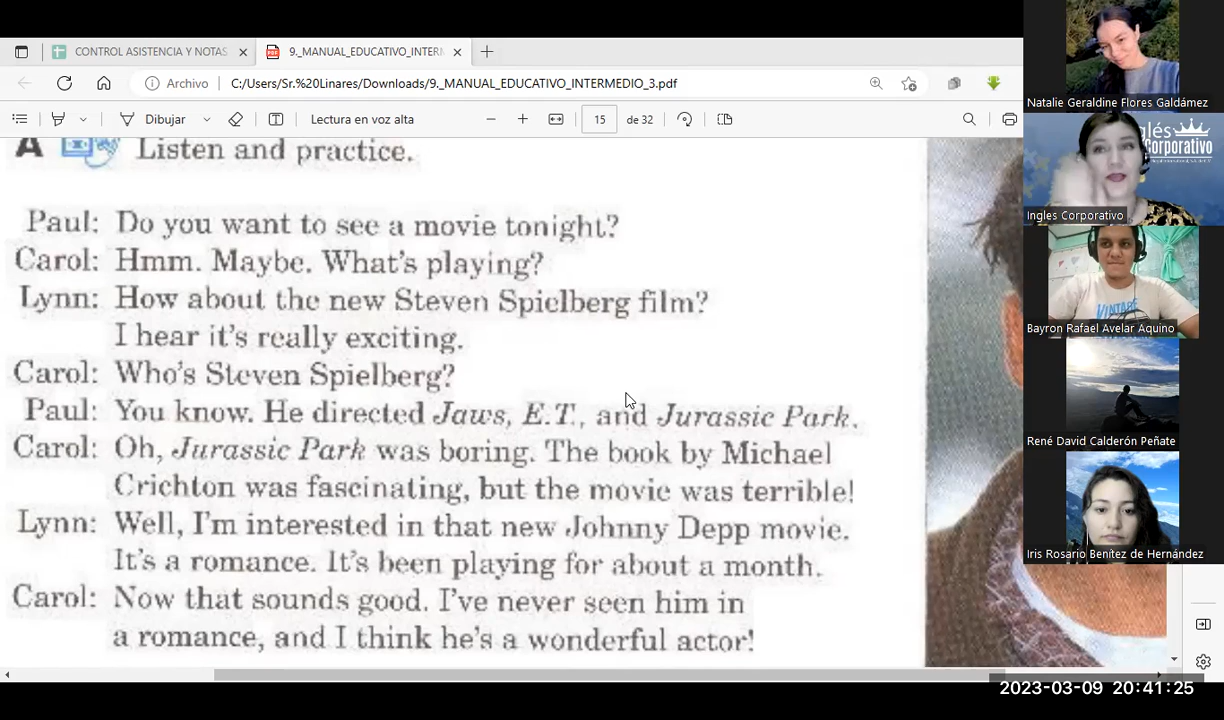 CONTROL ASISTENCIA Y NOTAS
9._MANUAL_EDUCATIVO_INTERM
Archivo
C:/Users/Sr.%20Linares/Downloads/9._MANUAL_EDUCATIVO_INTERMEDIO_3.pdf
Dibujar
Lectura en voz alta
15 de 32
A Listen and practice.
Paul: Do you want to see a movie tonight?
Carol: Hmm. Maybe. What's playing?
Lynn: How about the new Steven Spielberg film?
I hear it's really exciting.
Carol: Who's Steven Spielberg?
Paul: You know. He directed Jaws, E.T., and Jurassic Park.
Carol: Oh, Jurassic Park was boring. The book by Michael
Crichton was fascinating, but the movie was terrible!
Lynn: Well, I'm interested in that new Johnny Depp movie.
It's a romance. It's been playing for about a month.
Carol: Now that sounds good. I've never seen him in
a romance, and I think he's a wonderful actor!
Natalie Geraldine Flores Galdámez
glés
Corporativo
Ingles Corporativo
VINTAGE
Bayron Rafael Avelar Aquino
René David Calderón Peñate
Iris Rosario Benítez de Hernández
2023-03-09 20:41:25